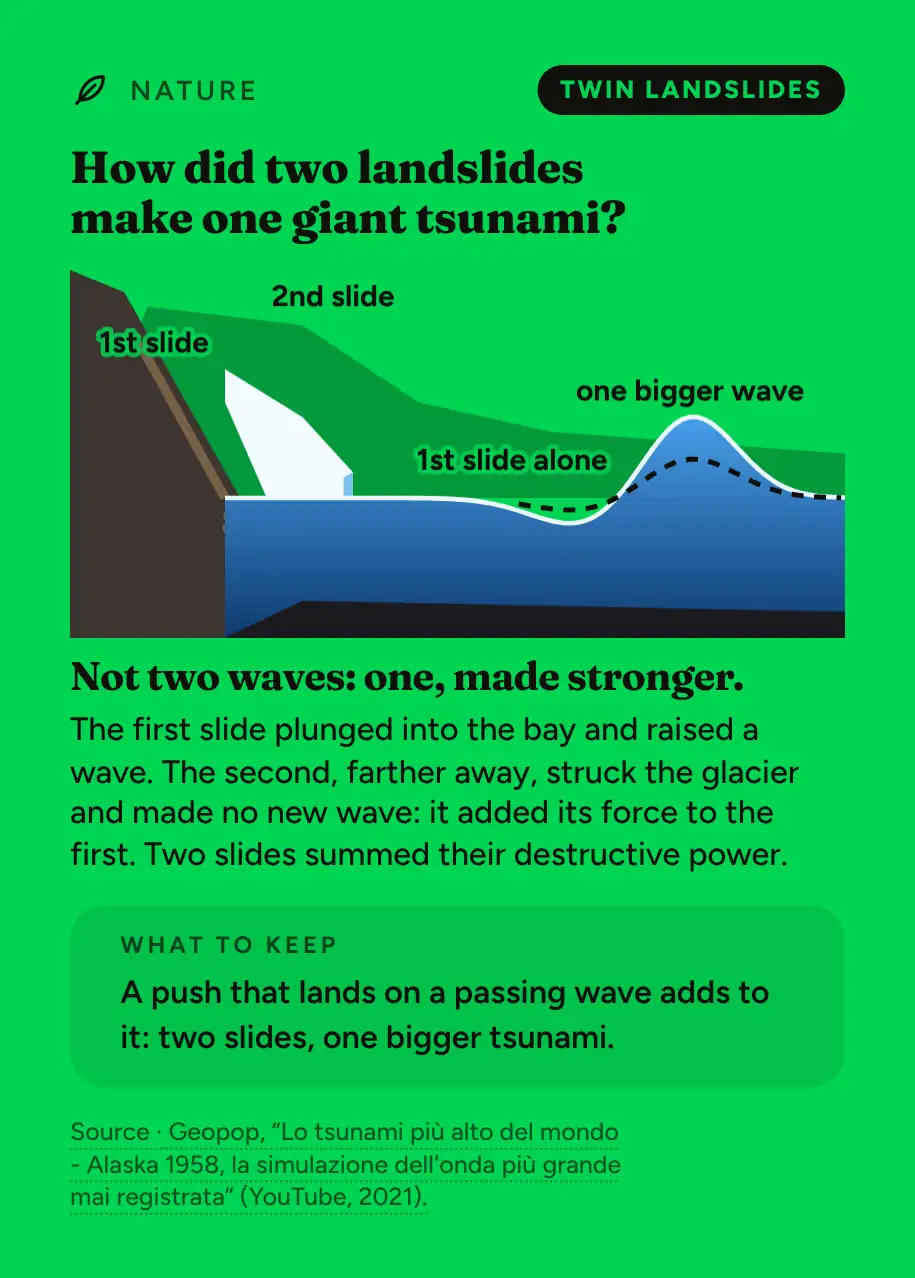 NATURE
TWIN LANDSLIDES
How did two landslides
make one giant tsunami?
2nd slide
1st slide
one bigger wave
1st slide alone
Not two waves: one, made stronger.
The first slide plunged into the bay and raised a
wave. The second, farther away, struck the glacier
and made no new wave: it added its force to the
first. Two slides summed their destructive power.
WHAT TO KEEP
A push that lands on a passing wave adds to
it: two slides, one bigger tsunami.
Source · Geopop, “Lo tsunami più alto del mondo
- Alaska 1958, la simulazione dell'onda più grande
mai registrata” (YouTube, 2021).